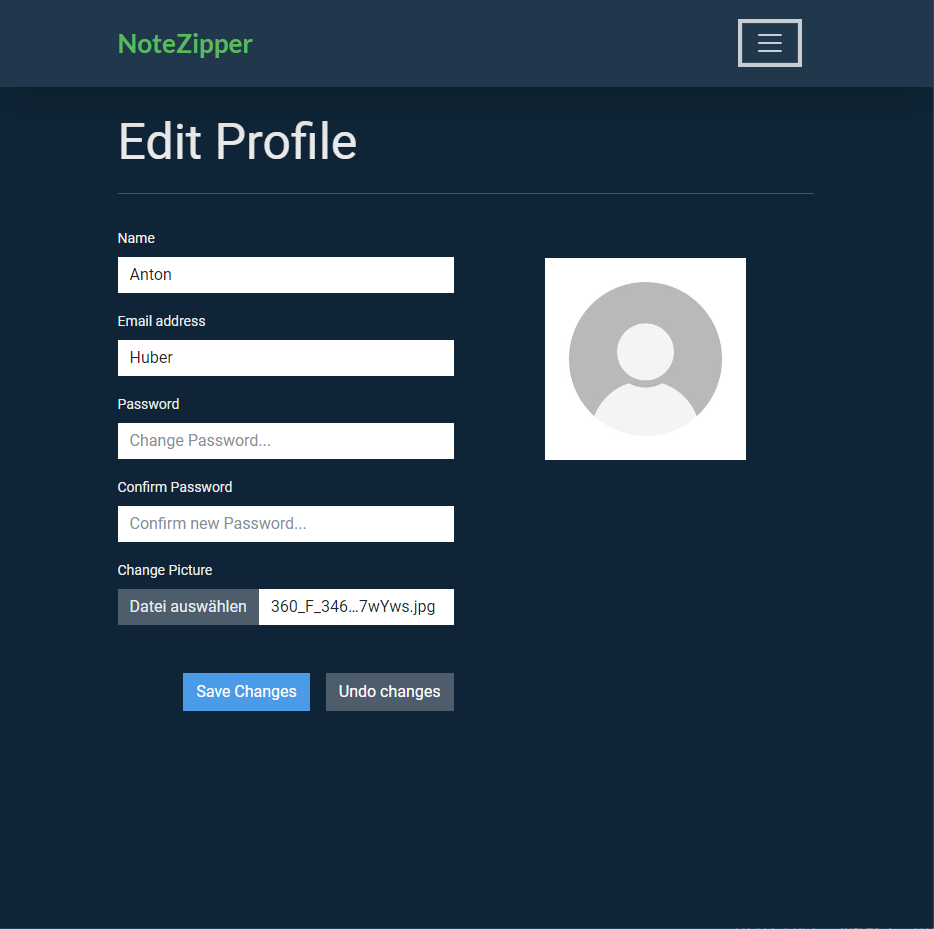 NoteZipper
Edit Profile
Name
Anton
Email address
Huber
Password
Change Password...
Confirm Password
Confirm new Password...
Change Picture
Datei auswählen 360_F_346...7wYws.jpg
Save Changes Undo changes